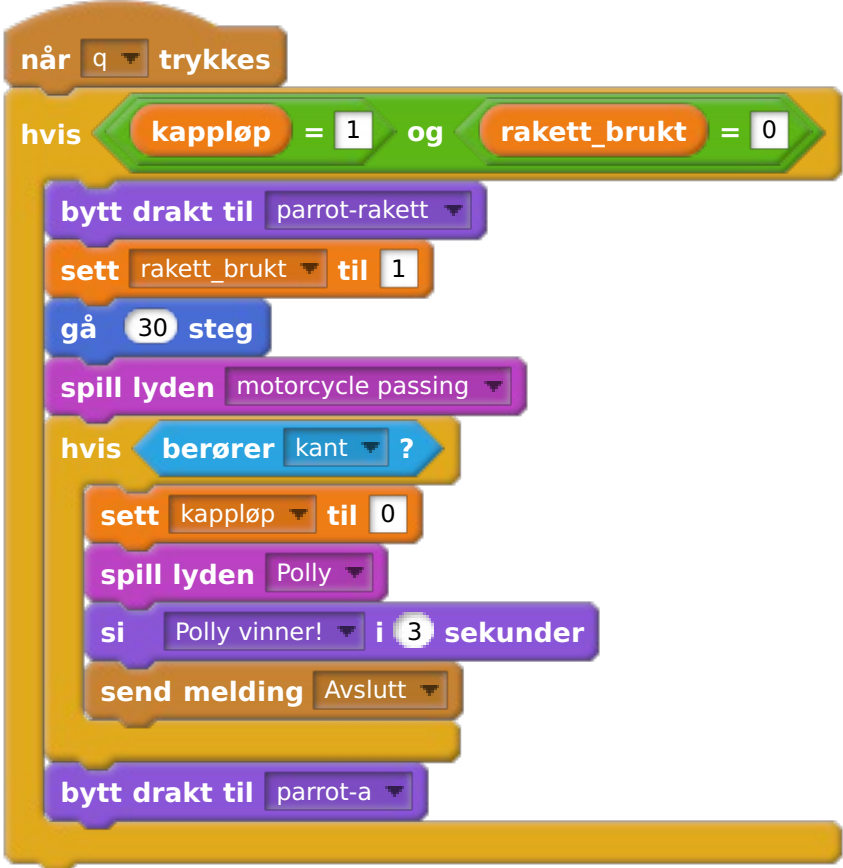 når q trykkes
hvis kappløp = 1 og rakett_brukt = 0
bytt drakt til parrot-rakett
sett rakett_brukt til 1
gå 30 steg
spill lyden motorcycle passing
hvis berører kant ?
sett kappløp til 0
spill lyden Polly
si Polly vinner! i 3 sekunder
send melding Avslutt
bytt drakt til parrot-a